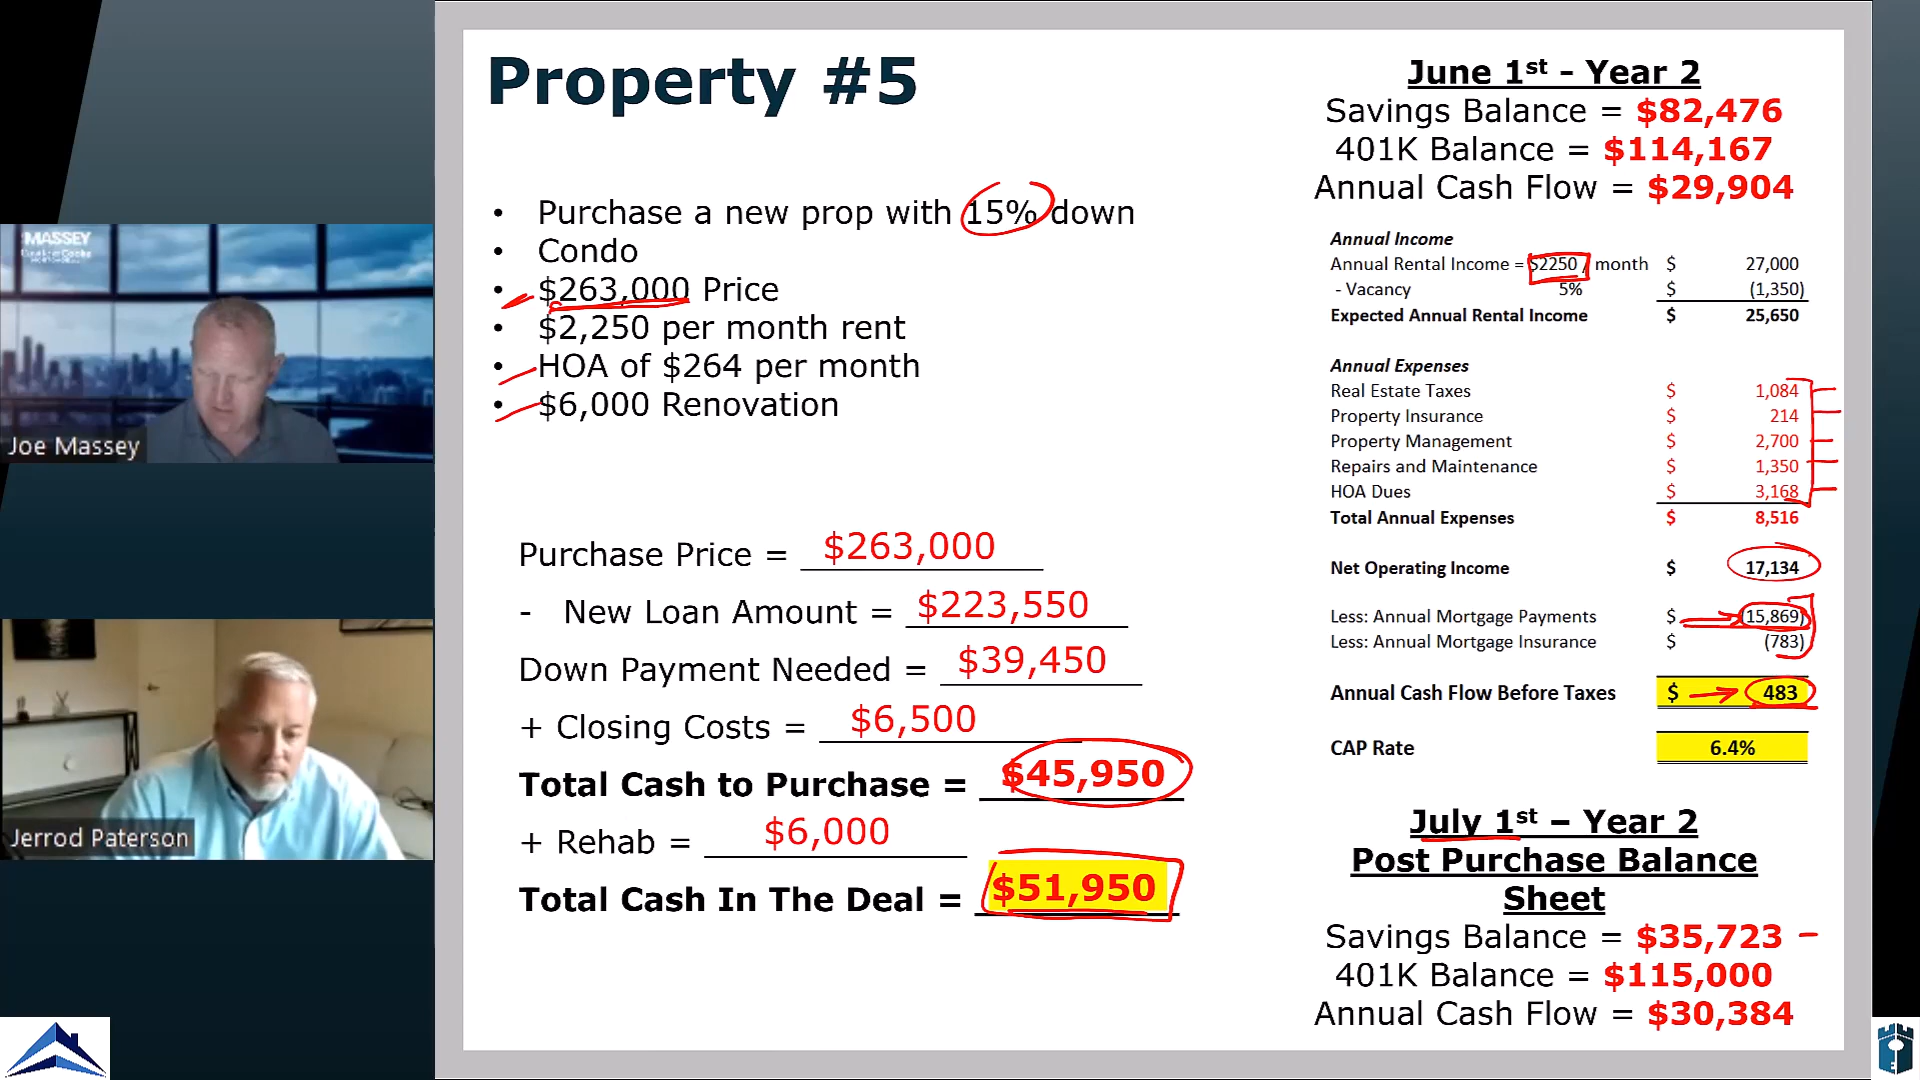 Property #5
• Purchase a new prop with 15% down
• Condo
• $263,000 Price
• $2,250 per month rent
• HOA of $264 per month
• $6,000 Renovation
Purchase Price = $263,000
- New Loan Amount = $223,550
Down Payment Needed = $39,450
+ Closing Costs = $6,500
Total Cash to Purchase = $45,950
+ Rehab = $6,000
Total Cash In The Deal = $51,950
June 1st - Year 2
Savings Balance = $82,476
401K Balance = $114,167
Annual Cash Flow = $29,904
Annual Income
Annual Rental Income = $2250 / month $ 27,000
- Vacancy 5% $ (1,350)
Expected Annual Rental Income $ 25,650
Annual Expenses
Real Estate Taxes $ 1,084
Property Insurance $ 214
Property Management $ 2,700
Repairs and Maintenance $ 1,350
HOA Dues $ 3,168
Total Annual Expenses $ 8,516
Net Operating Income $ 17,134
Less: Annual Mortgage Payments $ (15,869)
Less: Annual Mortgage Insurance $ (783)
Annual Cash Flow Before Taxes $ 483
CAP Rate 6.4%
July 1st – Year 2
Post Purchase Balance
Sheet
Savings Balance = $35,723
401K Balance = $115,000
Annual Cash Flow = $30,384
MASSEY
Joe Massey
Jerrod Paterson